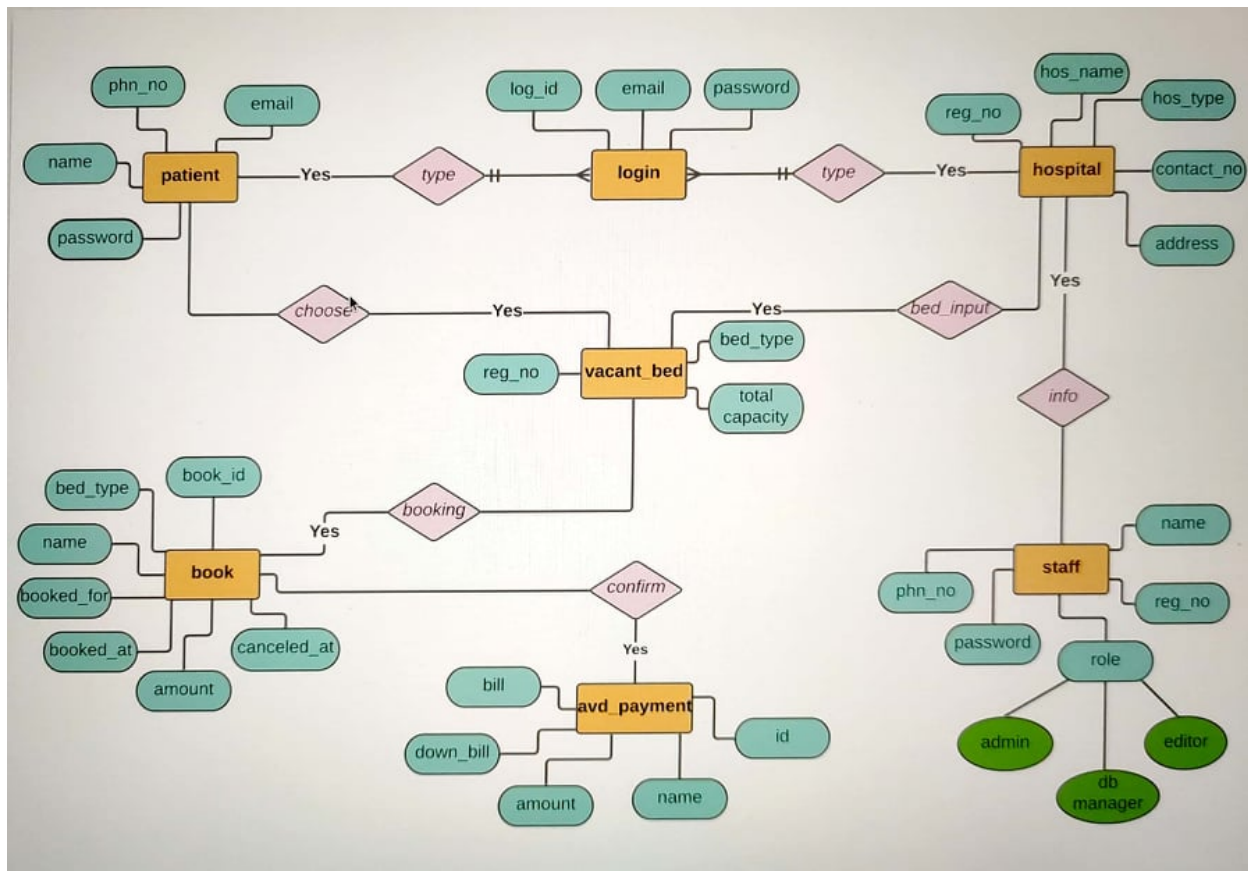 hos_name
phn_no
email
log_id
email
password
hos_type
reg_no
name
patient
Yes
type
login
type
Yes
hospital
contact_no
password
address
Yes
choose
Yes
Yes
bed_input
bed_type
reg_no
vacant_bed
total
capacity
info
bed_type
book_id
booking
Yes
name
name
book
confirm
staff
booked_for
phn_no
reg_no
booked_at
canceled_at
password
Yes
role
amount
bill
avd_payment
id
down_bill
admin
editor
amount
name
db
manager